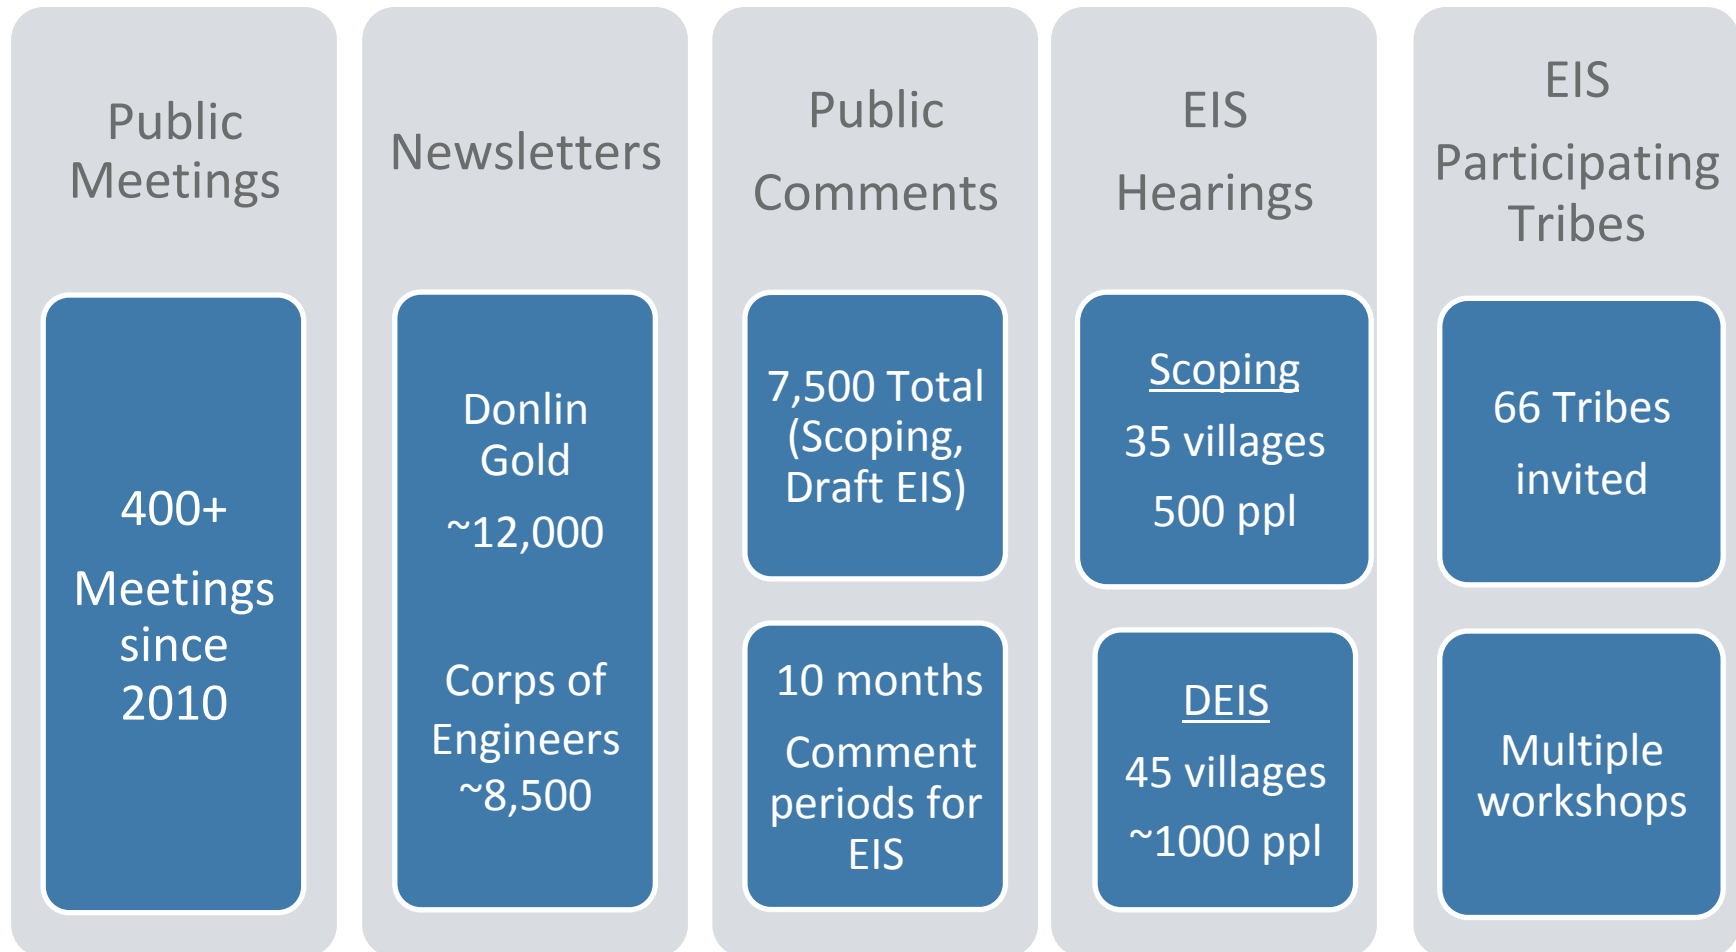 Public
Meetings
400+
Meetings
since
2010
Newsletters
Donlin
Gold
~12,000
Corps of
Engineers
~8,500
Public
Comments
7,500 Total
(Scoping,
Draft EIS)
10 months
Comment
periods for
EIS
EIS
Hearings
Scoping
35 villages
500 ppl
DEIS
45 villages
~1000 ppl
EIS
Participating
Tribes
66 Tribes
invited
Multiple
workshops